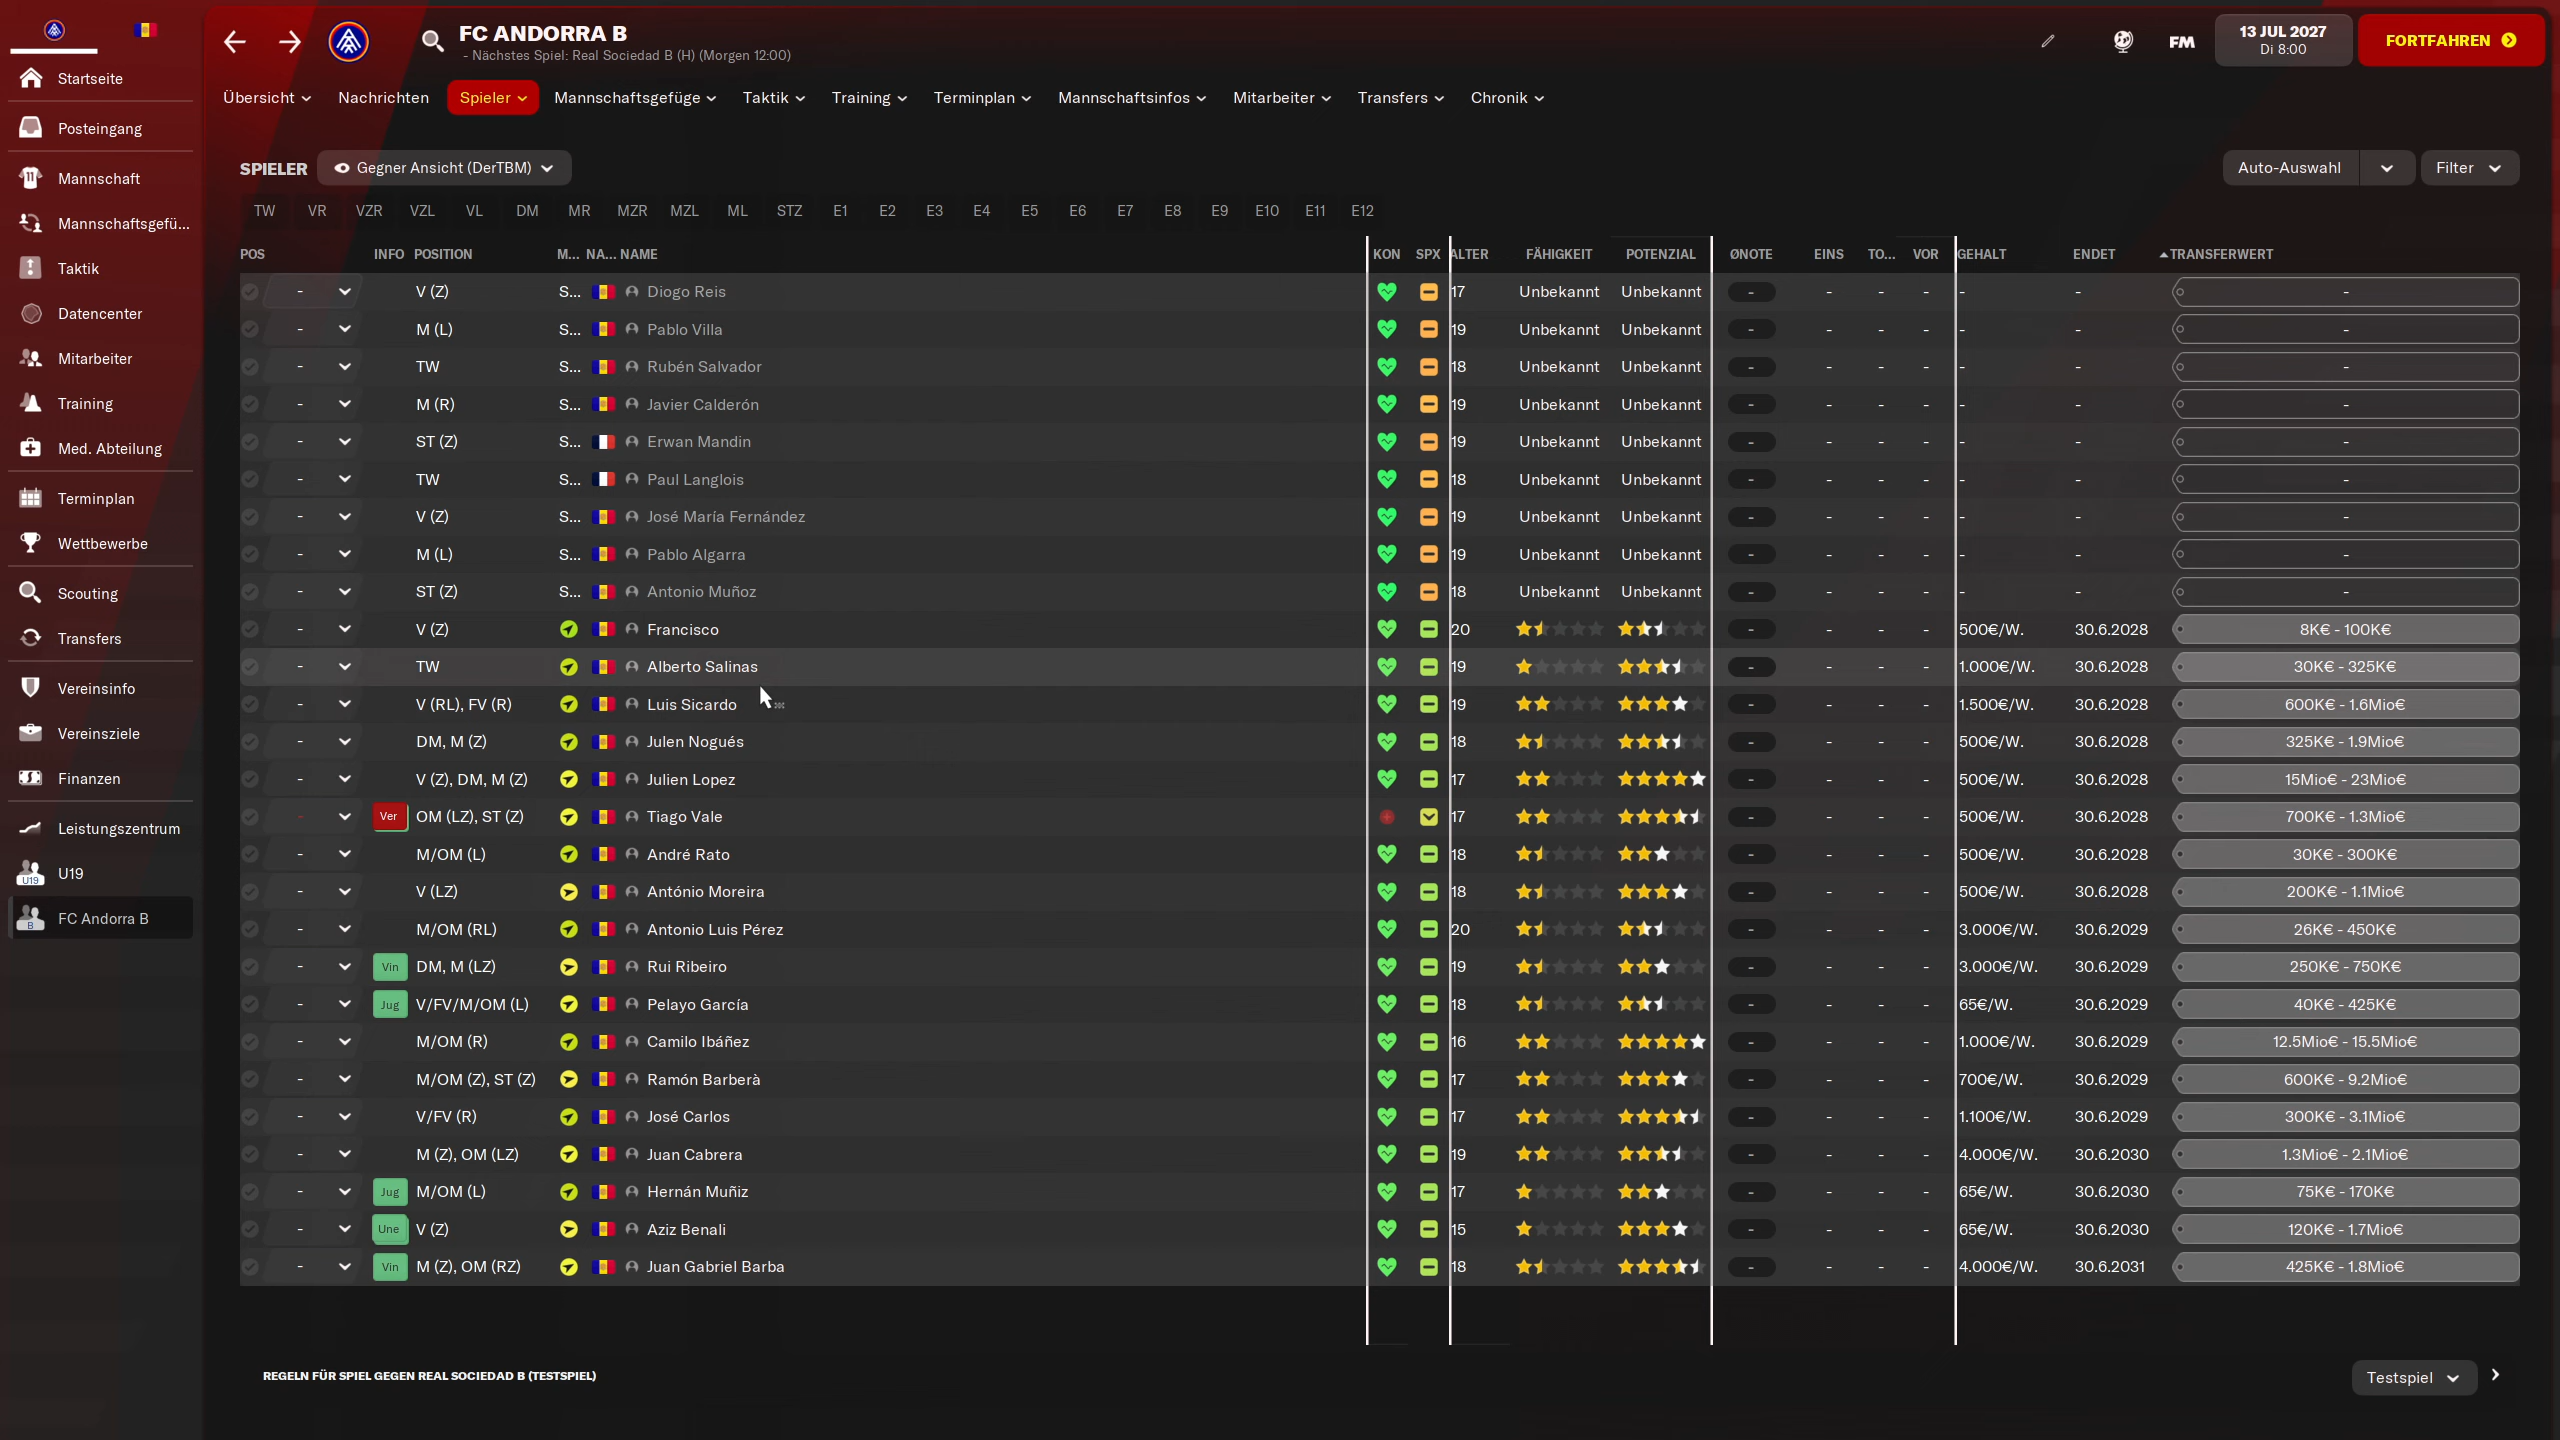 FC ANDORRA B
- Nächstes Spiel: Real Sociedad B (H) (Morgen 12:00)
FM
13 JUL 2027
Di 8:00
FORTFAHREN
Startseite
Posteingang
Mannschaft
Mannschaftsgefü...
Taktik
Datencenter
Mitarbeiter
Training
Med. Abteilung
Terminplan
Wettbewerbe
Scouting
Transfers
Vereinsinfo
Vereinsziele
Finanzen
Leistungszentrum
U19
U19
B
FC Andorra B
Übersicht Nachrichten Spieler Mannschaftsgefüge Taktik Training Terminplan Mannschaftsinfos Mitarbeiter Transfers Chronik
SPIELER Gegner Ansicht (DerTBM) Auto-Auswahl Filter
TW VR VZR VZL VL DM MR MZR MZL ML STZ E1 E2 E3 E4 E5 E6 E7 E8 E9 E10 E11 E12
POS INFO POSITION M... NA... NAME KON SPX ALTER FÄHIGKEIT POTENZIAL ØNOTE EINS TO... VOR GEHALT ENDET TRANSFERWERT
- V (Z) S... Diogo Reis 17 Unbekannt Unbekannt - - - - - - -
- M (L) S... Pablo Villa 19 Unbekannt Unbekannt - - - - - - -
- TW S... Rubén Salvador 18 Unbekannt Unbekannt - - - - - - -
- M (R) S... Javier Calderón 19 Unbekannt Unbekannt - - - - - - -
- ST (Z) S... Erwan Mandin 19 Unbekannt Unbekannt - - - - - - -
- TW S... Paul Langlois 18 Unbekannt Unbekannt - - - - - - -
- V (Z) S... José María Fernández 19 Unbekannt Unbekannt - - - - - - -
- M (L) S... Pablo Algarra 19 Unbekannt Unbekannt - - - - - - -
- ST (Z) S... Antonio Muñoz 18 Unbekannt Unbekannt - - - - - - -
- V (Z) Francisco 20 - - - - 500€/W. 30.6.2028 8K€ - 100K€
- TW Alberto Salinas 19 - - - - 1.000€/W. 30.6.2028 30K€ - 325K€
- V (RL), FV (R) Luis Sicardo 19 - - - - 1.500€/W. 30.6.2028 600K€ - 1.6Mio€
- DM, M (Z) Julen Nogués 18 - - - - 500€/W. 30.6.2028 325K€ - 1.9Mio€
- V (Z), DM, M (Z) Julien Lopez 17 - - - - 500€/W. 30.6.2028 15Mio€ - 23Mio€
- Ver OM (LZ), ST (Z) Tiago Vale 17 - - - - 500€/W. 30.6.2028 700K€ - 1.3Mio€
- M/OM (L) André Rato 18 - - - - 500€/W. 30.6.2028 30K€ - 300K€
- V (LZ) António Moreira 18 - - - - 500€/W. 30.6.2028 200K€ - 1.1Mio€
- M/OM (RL) Antonio Luis Pérez 20 - - - - 3.000€/W. 30.6.2029 26K€ - 450K€
- Vin DM, M (LZ) Rui Ribeiro 19 - - - - 3.000€/W. 30.6.2029 250K€ - 750K€
- Jug V/FV/M/OM (L) Pelayo García 18 - - - - 65€/W. 30.6.2029 40K€ - 425K€
- M/OM (R) Camilo Ibáñez 16 - - - - 1.000€/W. 30.6.2029 12.5Mio€ - 15.5Mio€
- M/OM (Z), ST (Z) Ramón Barberà 17 - - - - 700€/W. 30.6.2029 600K€ - 9.2Mio€
- V/FV (R) José Carlos 17 - - - - 1.100€/W. 30.6.2029 300K€ - 3.1Mio€
- M (Z), OM (LZ) Juan Cabrera 19 - - - - 4.000€/W. 30.6.2030 1.3Mio€ - 2.1Mio€
- Jug M/OM (L) Hernán Muñiz 17 - - - - 65€/W. 30.6.2030 75K€ - 170K€
- Une V (Z) Aziz Benali 15 - - - - 65€/W. 30.6.2030 120K€ - 1.7Mio€
- Vin M (Z), OM (RZ) Juan Gabriel Barba 18 - - - - 4.000€/W. 30.6.2031 425K€ - 1.8Mio€
REGELN FÜR SPIEL GEGEN REAL SOCIEDAD B (TESTSPIEL)
Testspiel